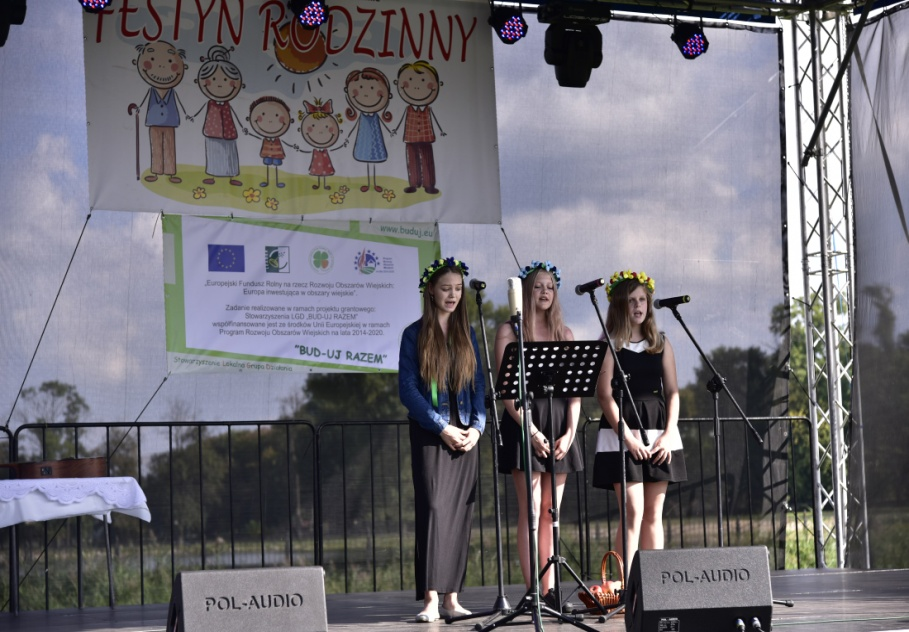 FESTYN RODZINNY
www.buduj.eu
„Europejski Fundusz Rolny na rzecz Rozwoju Obszarów Wiejskich:
Europa inwestująca w obszary wiejskie".
Zadanie realizowane w ramach projektu grantowego:
Stowarzyszenia LGD „BUD-UJ RAZEM"
współfinansowane jest ze środków Unii Europejskiej w ramach
Program Rozwoju Obszarów Wiejskich na lata 2014-2020.
"BUD-UJ RAZEM"
Stowarzyszenie Lokalnej Grupy Działania
POL-AUDIO
POL-AUDIO